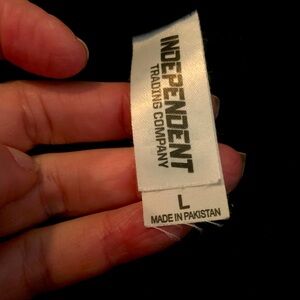 INDEPENDENT
TRADING COMPANY
L
MADE IN PAKISTAN